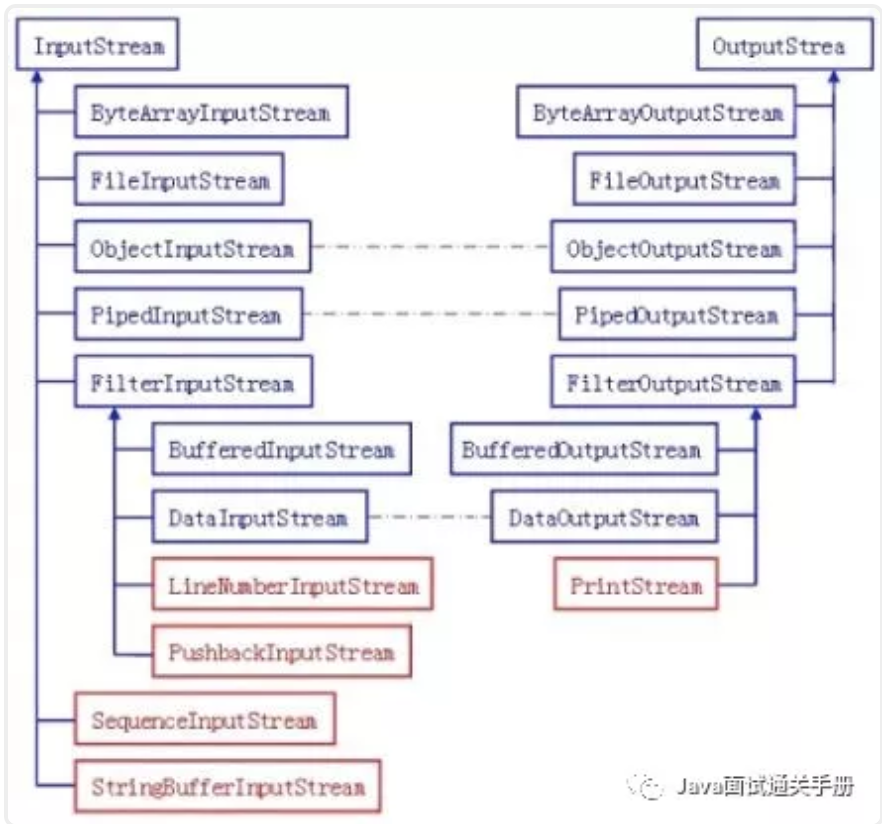 InputStream
OutputStrea
ByteArrayInputStream
ByteArrayOutputStream
FileInputStream
FileOutputStream
ObjectInputStream
ObjectOutputStream
PipedInputStream
PipedOutputStream
FilterInputStream
FilterOutputStream
BufferedInputStream
BufferedOutputStream
DataInputStream
DataOutputStream
LineNumberInputStream
PrintStream
PushbackInputStream
SequenceInputStream
StringBufferInputStream
Java面试通关手册